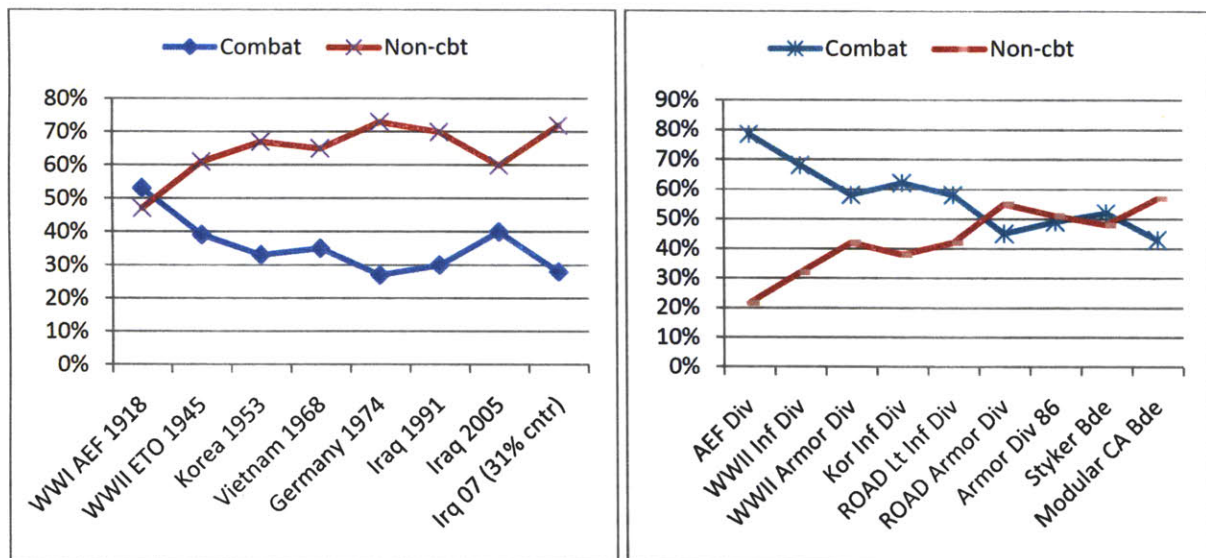 Combat Non-cbt
80%
70%
60%
50%
40%
30%
20%
10%
0%
WWI AEF 1918
WWII ETO 1945
Korea 1953
Vietnam 1968
Germany 1974
Iraq 1991
Iraq 2005
Irq 07 (31% cntr)
Combat Non-cbt
90%
80%
70%
60%
50%
40%
30%
20%
10%
0%
AEF Div
WWII Inf Div
WWII Armor Div
Kor Inf Div
ROAD Lt Inf Div
ROAD Armor Div
Armor Div 86
Styker Bde
Modular CA Bde